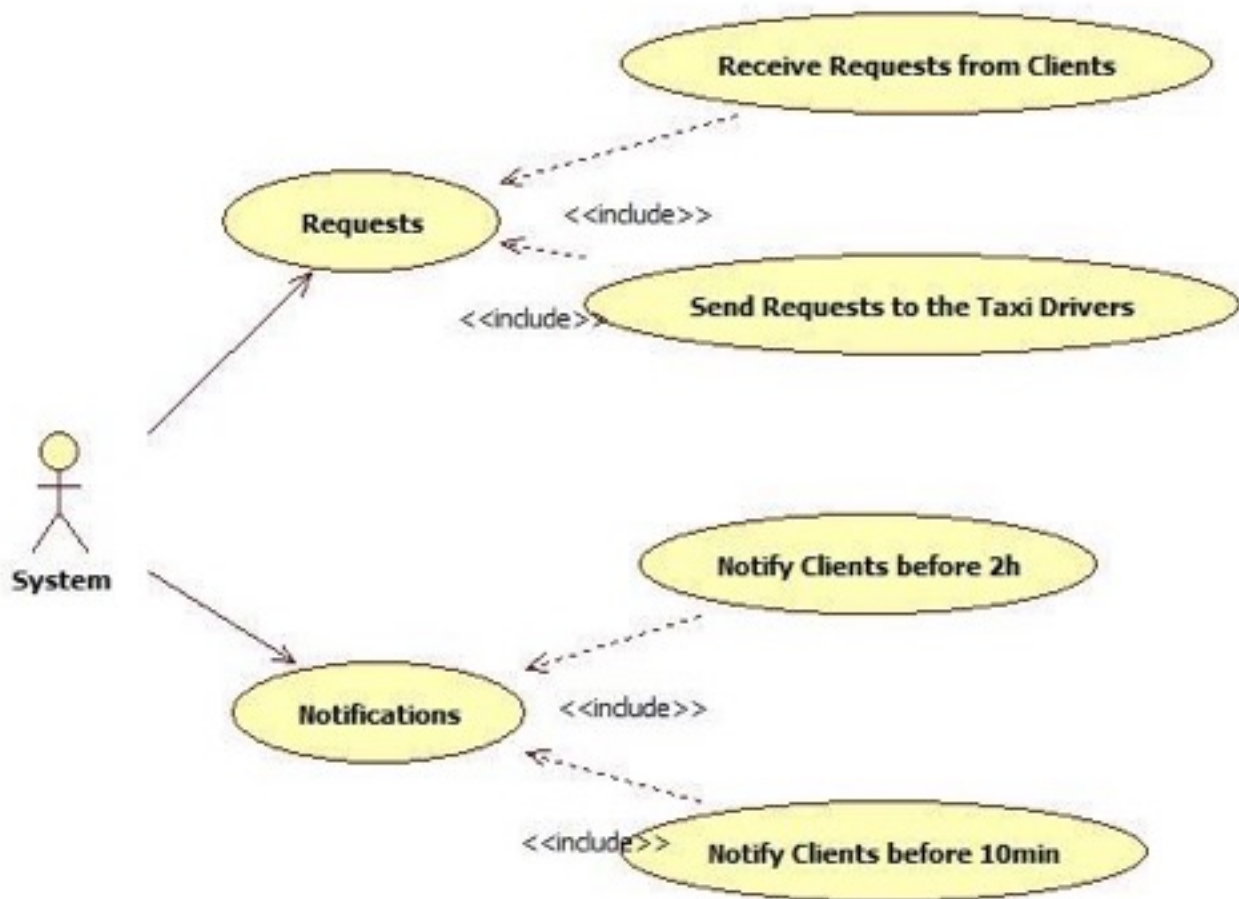 Receive Requests from Clients
Requests
<<include>>
Send Requests to the Taxi Drivers
<<include>>
System
Notify Clients before 2h
Notifications
<<include>>
<<include>>
Notify Clients before 10min